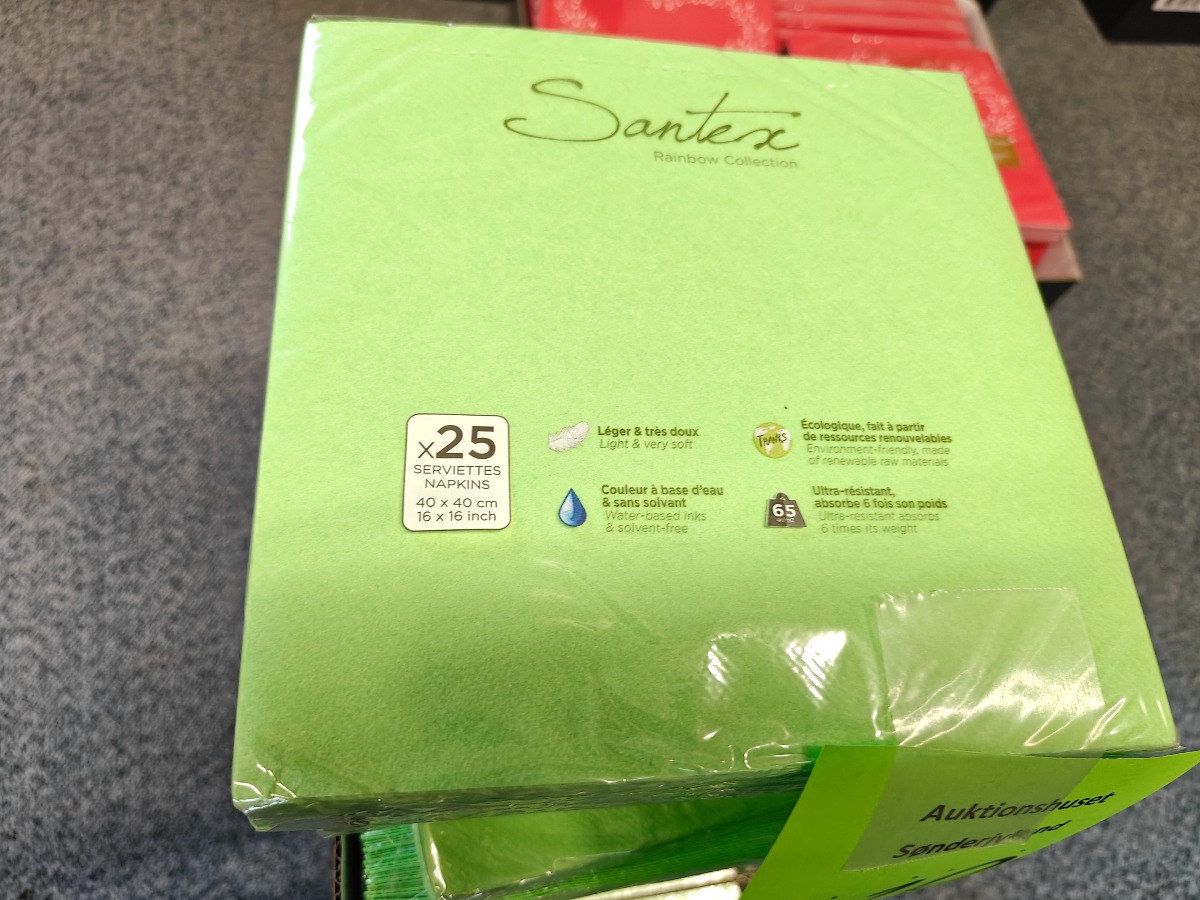 Santex
Rainbow Collection
x25
SERVIETTES
NAPKINS
40 x 40 cm
16 x 16 inch
Léger & très doux
Light & very soft
Couleur à base d'eau
& sans solvant
Water-based inks
& solvent-free
THANKS
Écologique, fait à partir
de ressources renouvelables
Environment-friendly, made
of renewable raw materials
65
Ultra-résistant,
absorbe 6 fois son poids
Ultra-resistant absorbs
6 times its weight
Auktionshuset